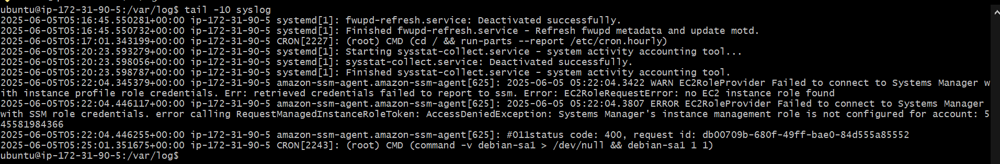 ubuntu@ip-172-31-90-5:/var/log$ tail -10 syslog
2025-06-05T05:16:45.550281+00:00 ip-172-31-90-5 systemd[1]: fwupd-refresh.service: Deactivated successfully.
2025-06-05T05:16:45.550732+00:00 ip-172-31-90-5 systemd[1]: Finished fwupd-refresh.service - Refresh fwupd metadata and update motd.
2025-06-05T05:17:01.343199+00:00 ip-172-31-90-5 CRON[2227]: (root) CMD (cd / && run-parts --report /etc/cron.hourly)
2025-06-05T05:20:23.593279+00:00 ip-172-31-90-5 systemd[1]: Starting sysstat-collect.service - system activity accounting tool...
2025-06-05T05:20:23.598056+00:00 ip-172-31-90-5 systemd[1]: sysstat-collect.service: Deactivated successfully.
2025-06-05T05:20:23.598787+00:00 ip-172-31-90-5 systemd[1]: Finished sysstat-collect.service - system activity accounting tool.
2025-06-05T05:22:04.345379+00:00 ip-172-31-90-5 amazon-ssm-agent.amazon-ssm-agent[625]: 2025-06-05 05:22:04.3422 WARN EC2RoleProvider Failed to connect to Systems Manager w
ith instance profile role credentials. Err: retrieved credentials failed to report to ssm. Error: EC2RoleRequestError: no EC2 instance role found
2025-06-05T05:22:04.446117+00:00 ip-172-31-90-5 amazon-ssm-agent.amazon-ssm-agent[625]: 2025-06-05 05:22:04.3807 ERROR EC2RoleProvider Failed to connect to Systems Manager
with SSM role credentials. error calling RequestManagedInstanceRoleToken: AccessDeniedException: Systems Manager's instance management role is not configured for account: 5
45581984366
2025-06-05T05:22:04.446255+00:00 ip-172-31-90-5 amazon-ssm-agent.amazon-ssm-agent[625]: #011status code: 400, request id: db00709b-680f-49ff-bae0-84d555a85552
2025-06-05T05:25:01.351675+00:00 ip-172-31-90-5 CRON[2243]: (root) CMD (command -v debian-sa1 > /dev/null && debian-sa1 1 1)
ubuntu@ip-172-31-90-5:/var/log$